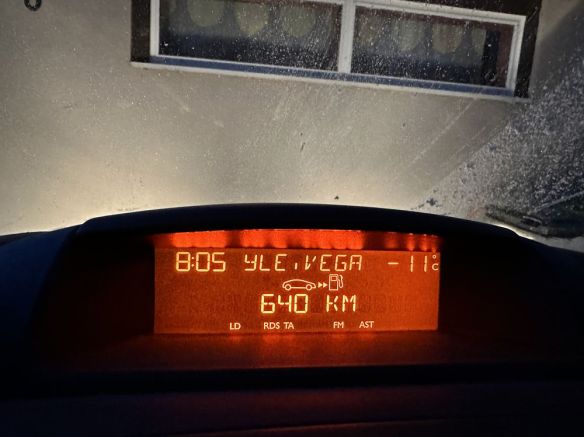 8:05 YLE.VEGA -11°C
640 KM
LD RDS TA FM AST